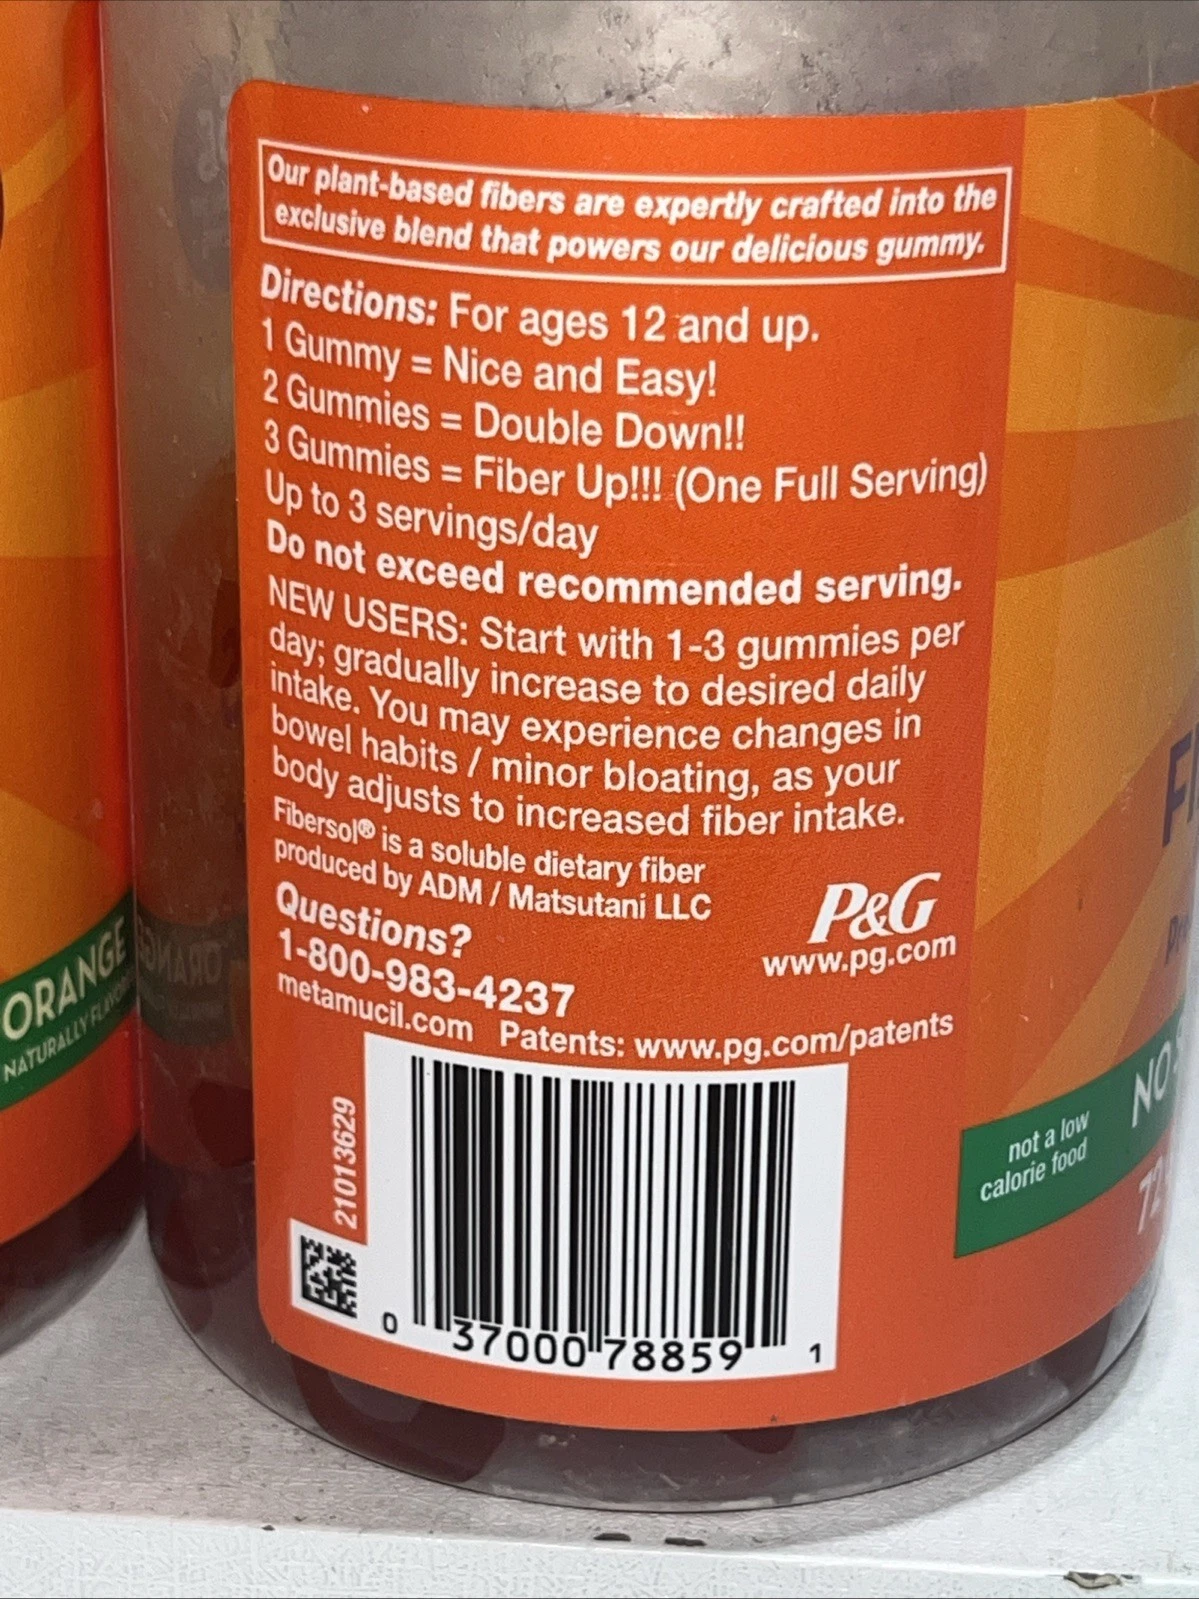 Our plant-based fibers are expertly crafted into the
exclusive blend that powers our delicious gummy.
Directions: For ages 12 and up.
1 Gummy = Nice and Easy!
2 Gummies = Double Down!!
3 Gummies = Fiber Up!!! (One Full Serving)
Up to 3 servings/day
Do not exceed recommended serving.
NEW USERS: Start with 1-3 gummies per
day; gradually increase to desired daily
intake. You may experience changes in
bowel habits / minor bloating, as your
body adjusts to increased fiber intake.
Fibersol® is a soluble dietary fiber
produced by ADM / Matsutani LLC
P&G
www.pg.com
Questions?
1-800-983-4237
metamucil.com Patents: www.pg.com/patents
21013629
0 37000 78859 1
not a low
calorie food
NO
72
ORANGE
NATURALLY